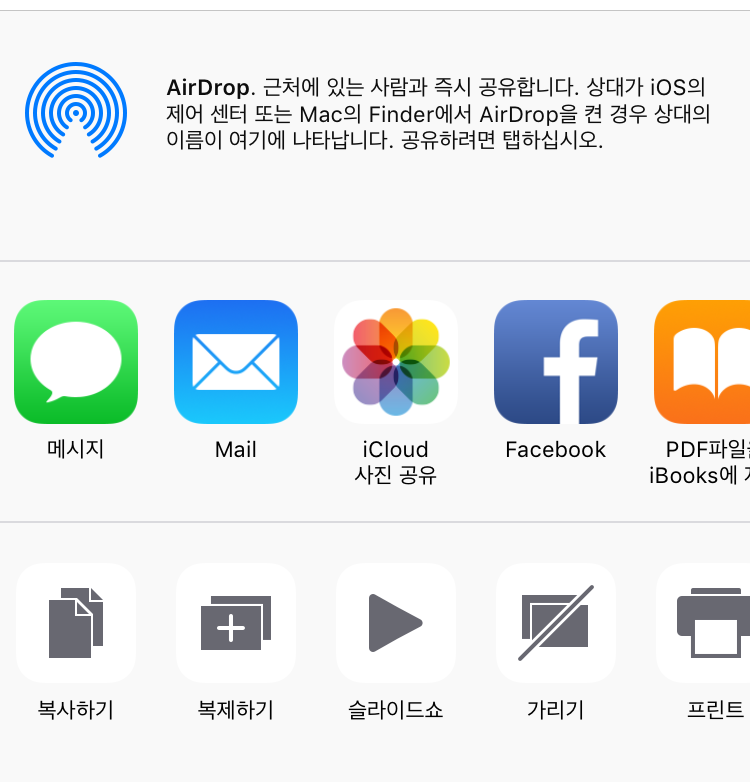 AirDrop. 근처에 있는 사람과 즉시 공유합니다. 상대가 iOS의
제어 센터 또는 Mac의 Finder에서 AirDrop을 켠 경우 상대의
이름이 여기에 나타납니다. 공유하려면 탭하십시오.
메시지
Mail
iCloud
사진 공유
Facebook
PDF파일
iBooks에
복사하기
복제하기
슬라이드쇼
가리기
프린트